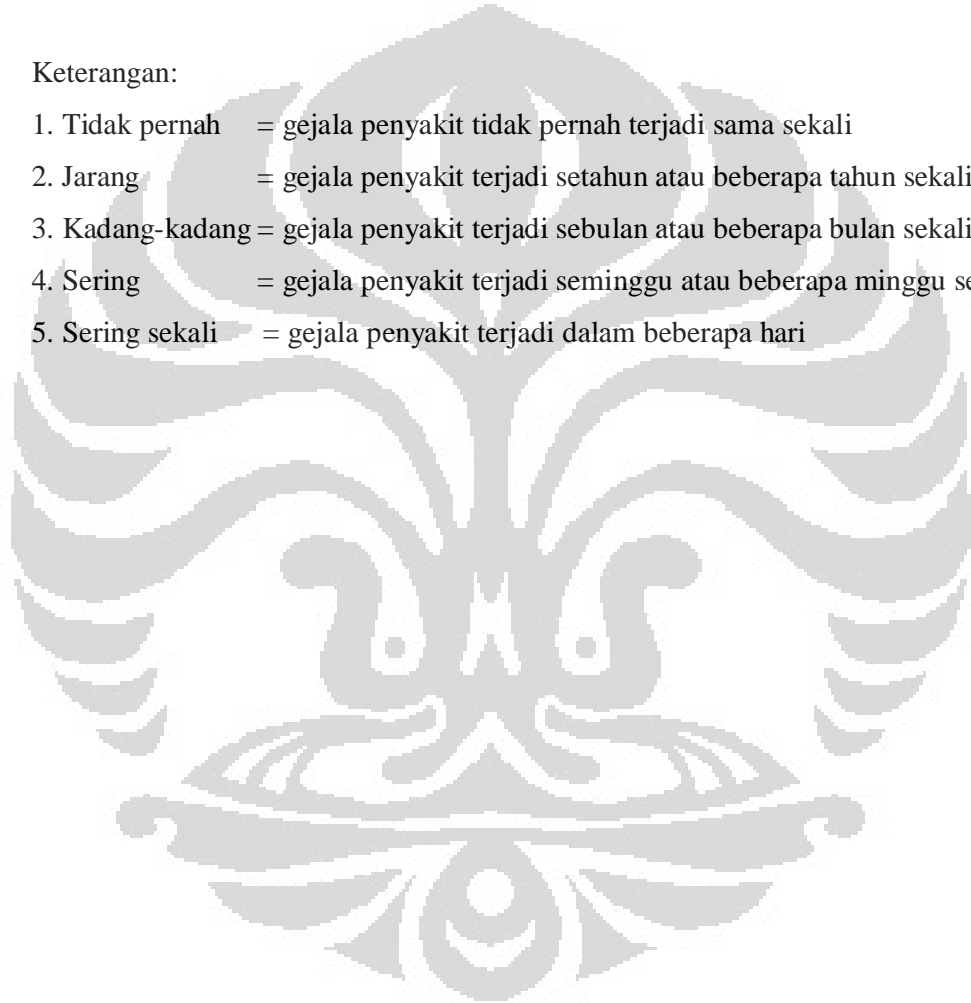 Keterangan:
1. Tidak pernah = gejala penyakit tidak pernah terjadi sama sekali
2. Jarang = gejala penyakit terjadi setahun atau beberapa tahun sekali
3. Kadang-kadang = gejala penyakit terjadi sebulan atau beberapa bulan sekali
4. Sering = gejala penyakit terjadi seminggu atau beberapa minggu
5. Sering sekali = gejala penyakit terjadi dalam beberapa hari